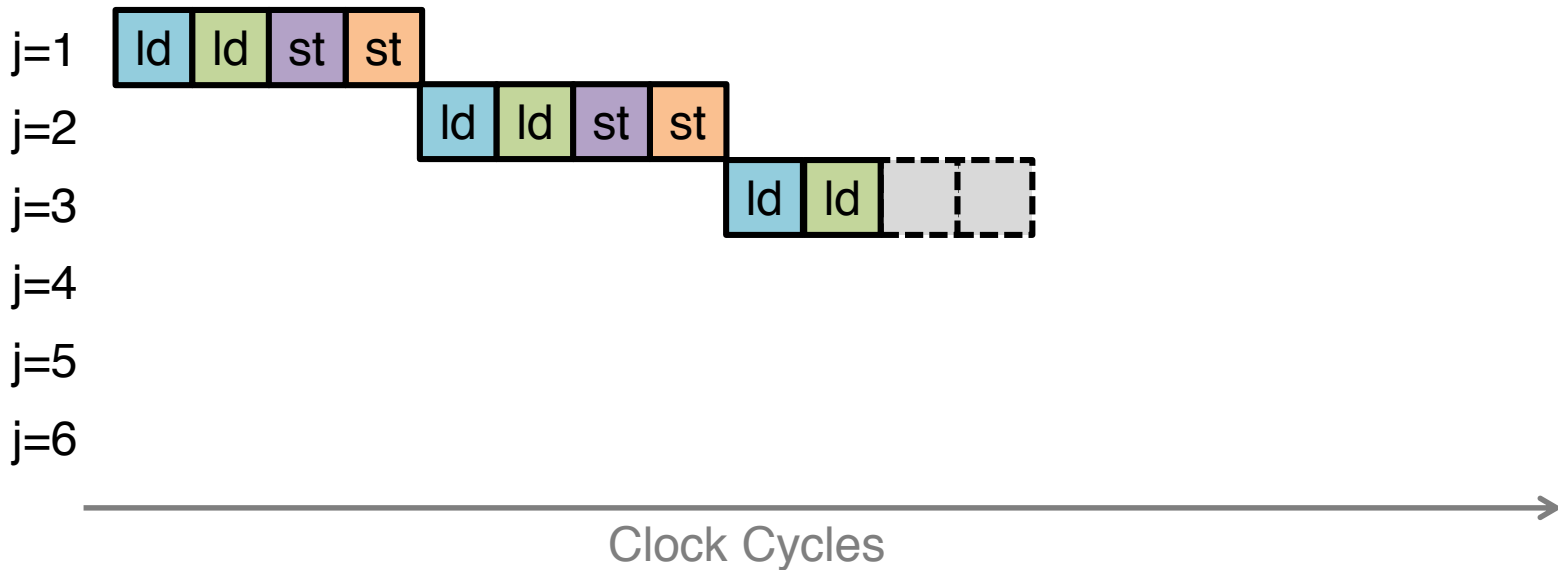 j=1 ld ld st st
j=2 ld ld st st
j=3 ld ld
j=4
j=5
j=6
Clock Cycles